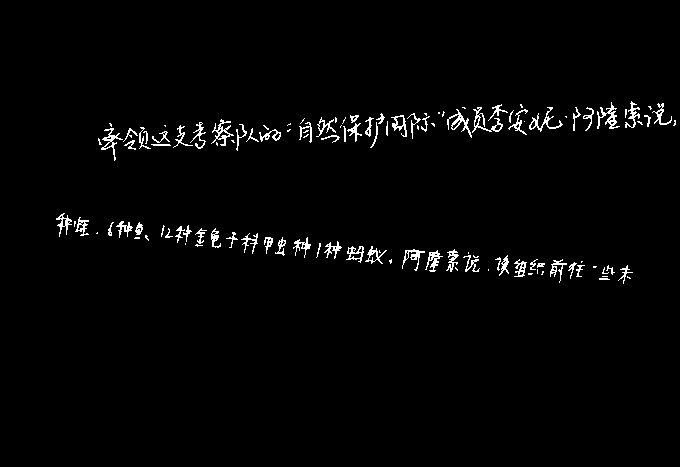 牵领这支考察队的“自然保护国际”成员李安妮·阿隆索说,
种蛙、6种鱼、12种金龟子科甲虫种1种蚂蚁。阿隆索说,该组织前往一些未